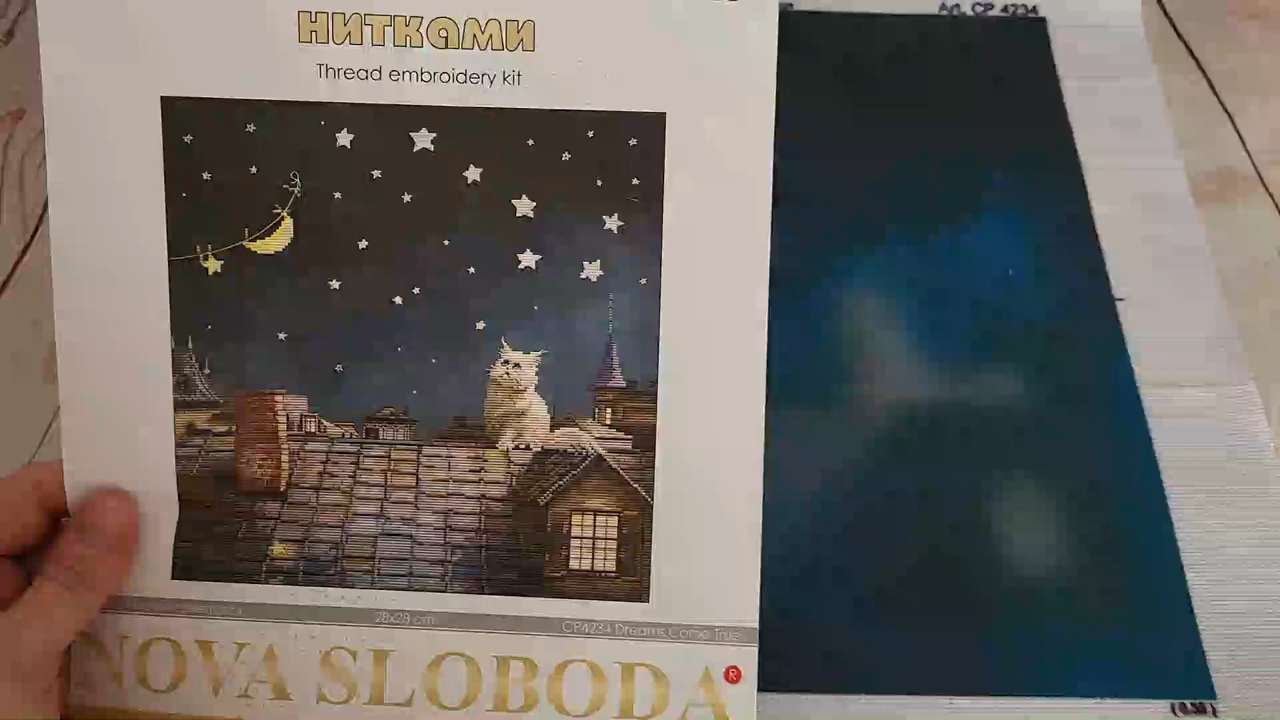 НИТКАМИ
Thread embroidery kit
Art. CP 4234
28x28 cm
CP4234 Dreams Come True
NOVA SLOBODA
R